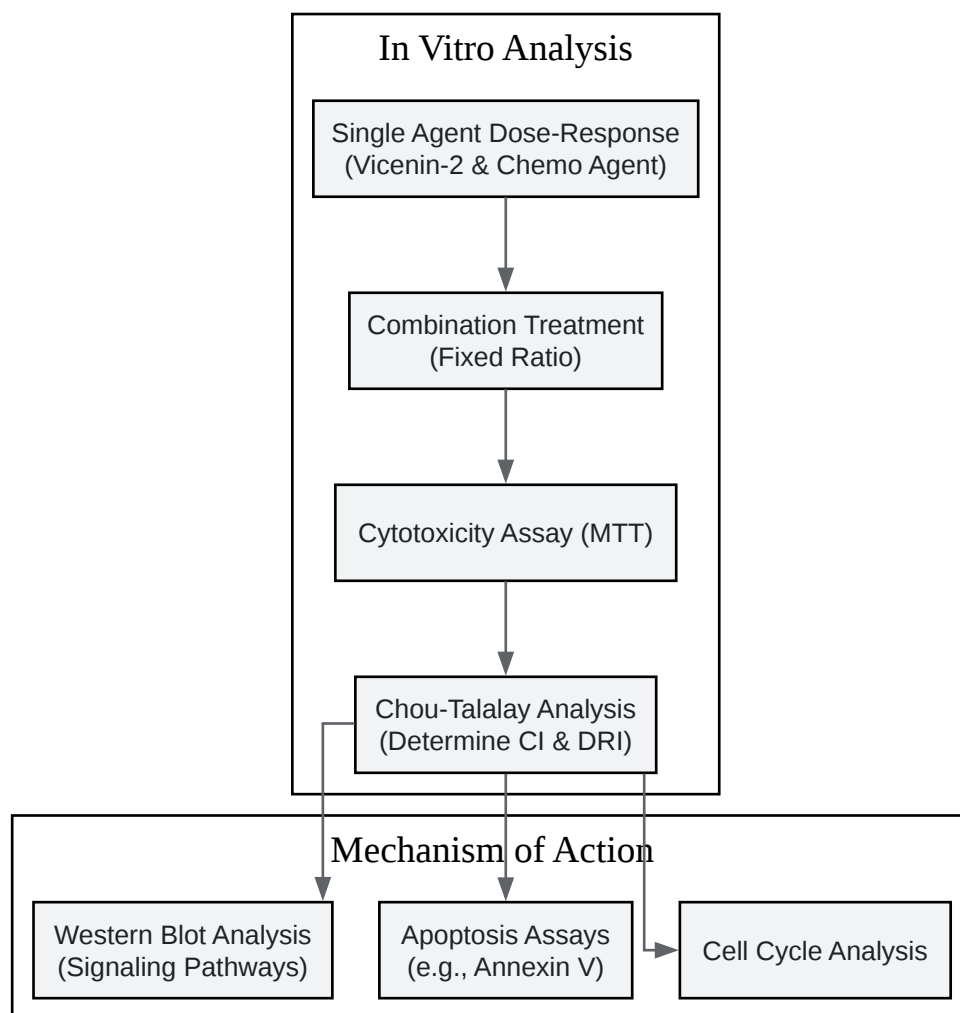 In Vitro Analysis
Single Agent Dose-Response
(Vicenin-2 & Chemo Agent)
Combination Treatment
(Fixed Ratio)
Cytotoxicity Assay (MTT)
Chou-Talalay Analysis
(Determine CI & DRI)
Mechanism of Action
Western Blot Analysis
(Signaling Pathways)
Apoptosis Assays
(e.g., Annexin V)
Cell Cycle Analysis